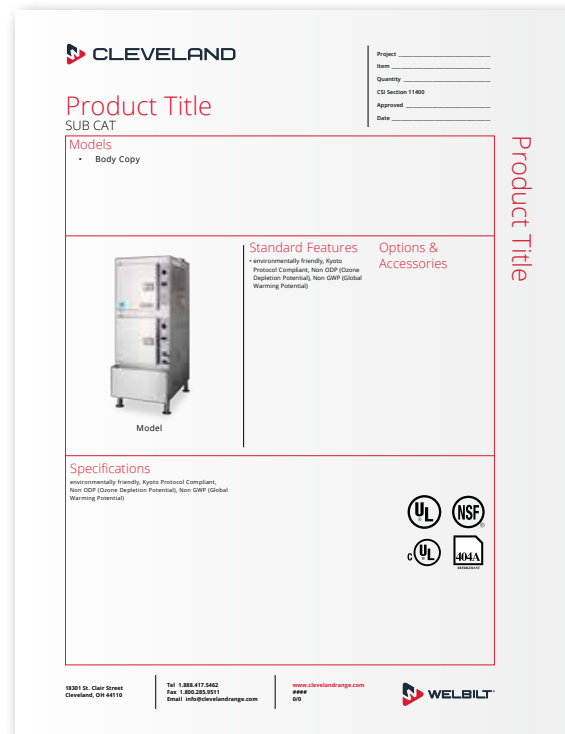 CLEVELAND
Project
Item
Quantity
CSI Section 11400
Approved
Date
Product Title
SUB CAT
Product Title
Models
• Body Copy
Model
Standard Features
• environmentally friendly, Kyoto
Protocol Compliant, Non ODP (Ozone
Depletion Potential), Non GWP (Global
Warming Potential)
Options &
Accessories
Specifications
environmentally friendly, Kyoto Protocol Compliant,
Non ODP (Ozone Depletion Potential), Non GWP (Global
Warming Potential)
UL
NSF
®
C UL
404A
REFRIGERANT
18301 St. Clair Street
Cleveland, OH 44110
Tel 1.888.417.5462
Fax 1.800.285.9511
Email info@clevelandrange.com
www.clevelandrange.com
####
0/0
WELBILT